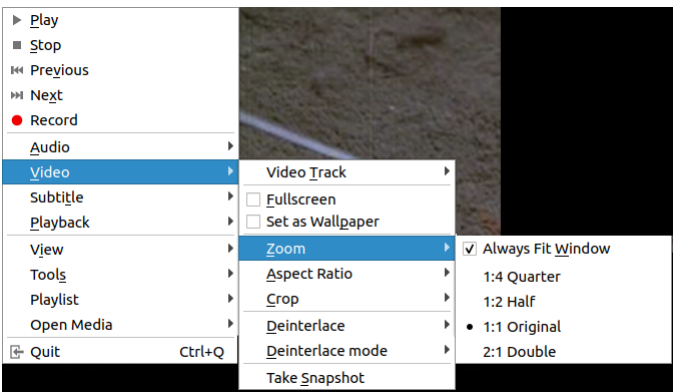 Play
Stop
Previous
Next
Record
Audio
Video
Subtitle
Playback
View
Tools
Playlist
Open Media
Quit Ctrl+Q
Video Track
Fullscreen
Set as Wallpaper
Zoom
Aspect Ratio
Crop
Deinterlace
Deinterlace mode
Take Snapshot
Always Fit Window
1:4 Quarter
1:2 Half
1:1 Original
2:1 Double